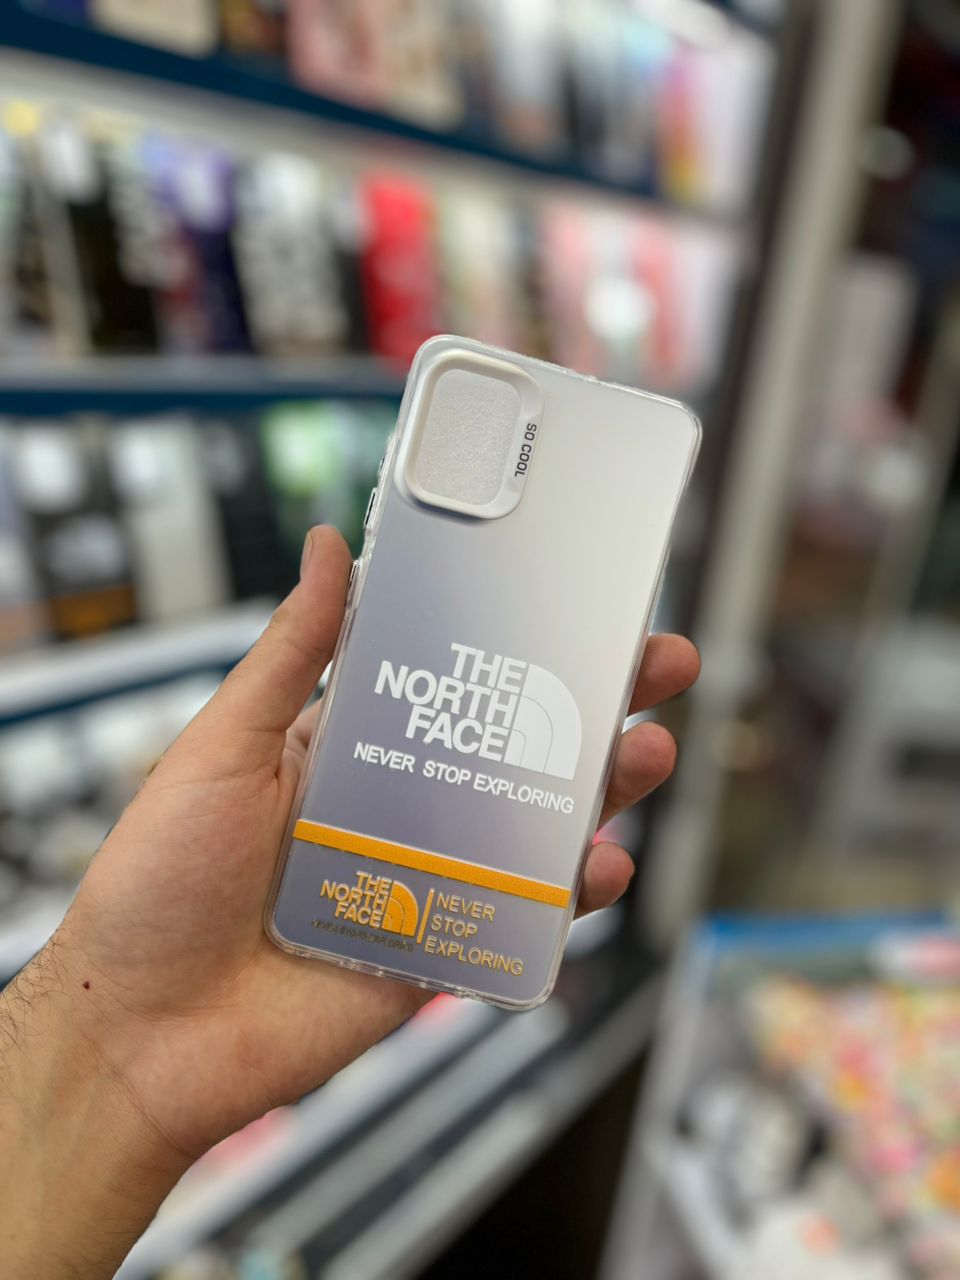 SO COOL
THE
NORTH
FACE
NEVER STOP EXPLORING
THE
NORTH
FACE
NEVER
STOP
EXPLORING